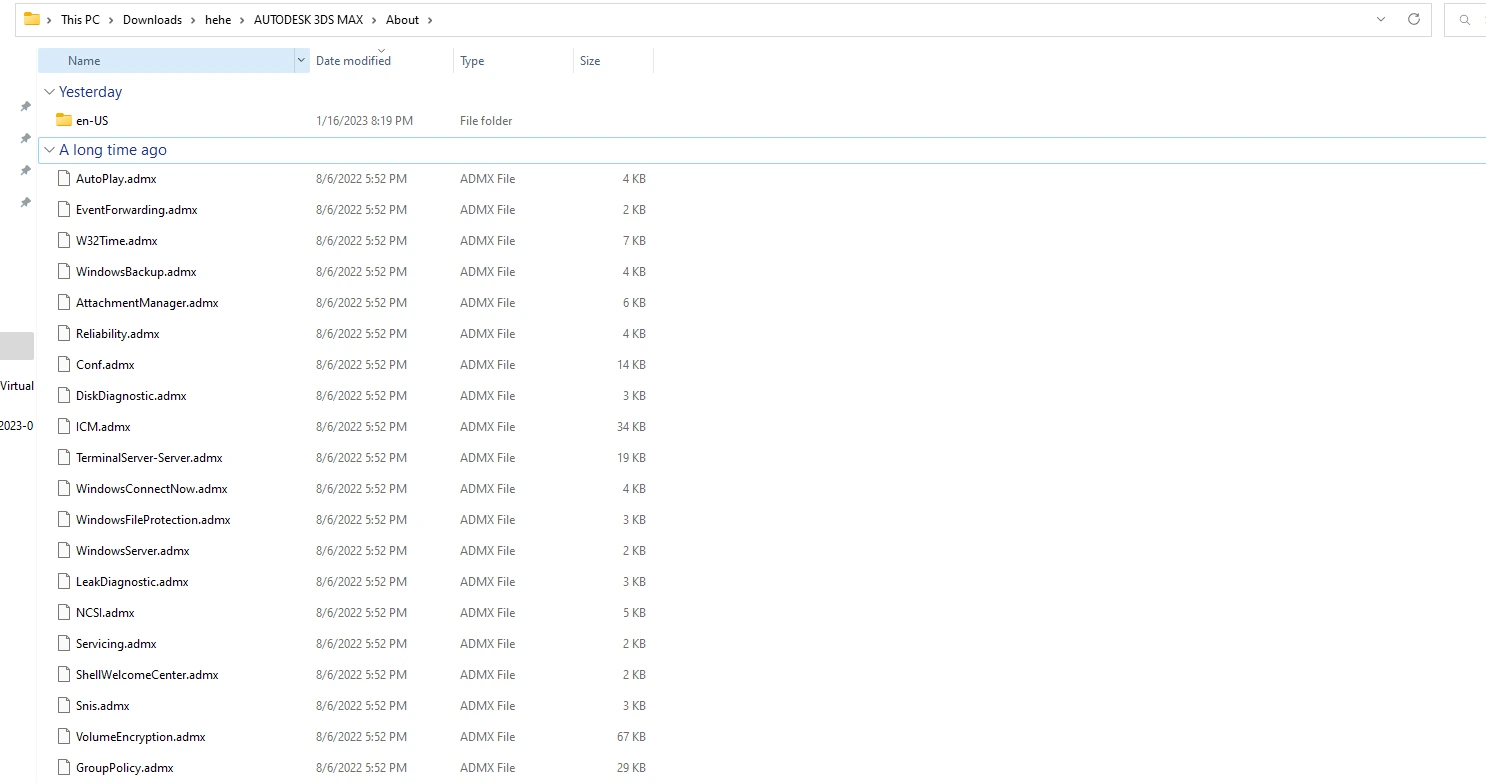 This PC > Downloads > hehe > AUTODESK 3DS MAX > About >
Name Date modified Type Size
Yesterday
en-US 1/16/2023 8:19 PM File folder
A long time ago
AutoPlay.admx 8/6/2022 5:52 PM ADMX File 4 KB
EventForwarding.admx 8/6/2022 5:52 PM ADMX File 2 KB
W32Time.admx 8/6/2022 5:52 PM ADMX File 7 KB
WindowsBackup.admx 8/6/2022 5:52 PM ADMX File 4 KB
AttachmentManager.admx 8/6/2022 5:52 PM ADMX File 6 KB
Reliability.admx 8/6/2022 5:52 PM ADMX File 4 KB
Conf.admx 8/6/2022 5:52 PM ADMX File 14 KB
Virtual
DiskDiagnostic.admx 8/6/2022 5:52 PM ADMX File 3 KB
2023-0
ICM.admx 8/6/2022 5:52 PM ADMX File 34 KB
TerminalServer-Server.admx 8/6/2022 5:52 PM ADMX File 19 KB
WindowsConnectNow.admx 8/6/2022 5:52 PM ADMX File 4 KB
WindowsFileProtection.admx 8/6/2022 5:52 PM ADMX File 3 KB
WindowsServer.admx 8/6/2022 5:52 PM ADMX File 2 KB
LeakDiagnostic.admx 8/6/2022 5:52 PM ADMX File 3 KB
NCSI.admx 8/6/2022 5:52 PM ADMX File 5 KB
Servicing.admx 8/6/2022 5:52 PM ADMX File 2 KB
ShellWelcomeCenter.admx 8/6/2022 5:52 PM ADMX File 2 KB
Snis.admx 8/6/2022 5:52 PM ADMX File 3 KB
VolumeEncryption.admx 8/6/2022 5:52 PM ADMX File 67 KB
GroupPolicy.admx 8/6/2022 5:52 PM ADMX File 29 KB